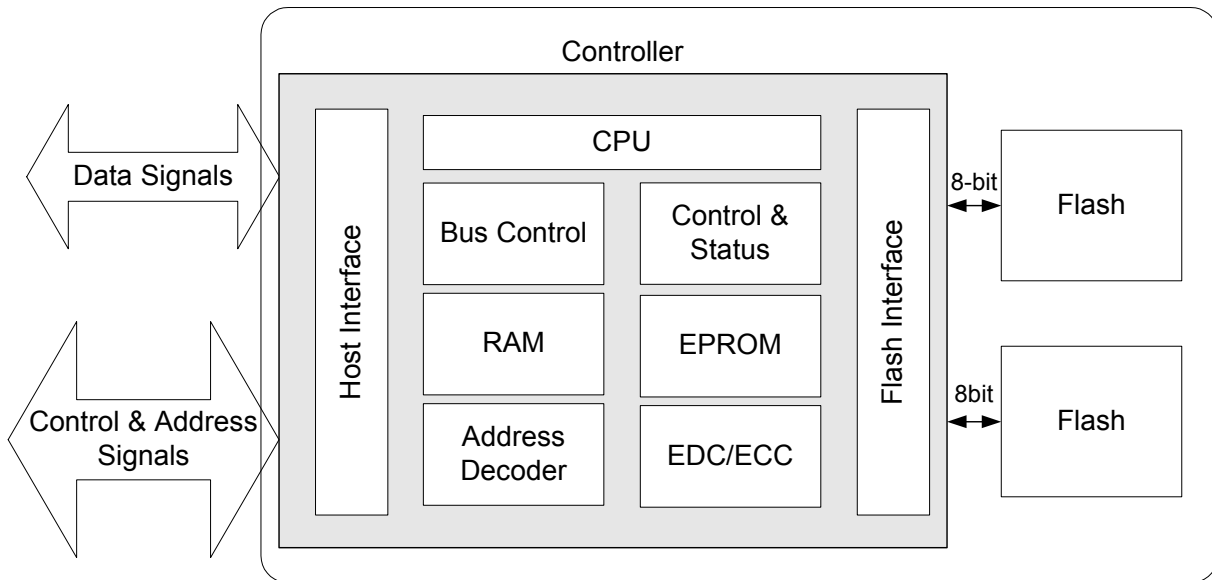 Controller
Data Signals
Control & Address
Signals
Host Interface
CPU
Bus Control
Control &
Status
RAM
EPROM
Address
Decoder
EDC/ECC
Flash Interface
8-bit
Flash
8bit
Flash